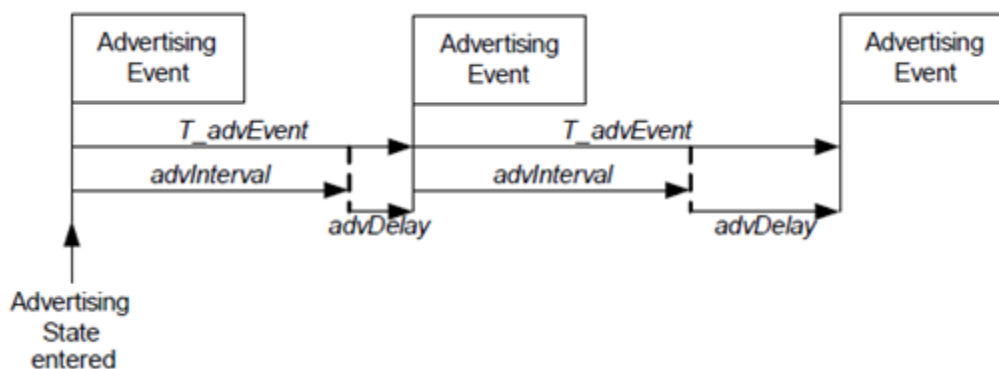 Advertising
Event
Advertising
Event
Advertising
Event
T_advEvent
T_advEvent
advInterval
advInterval
advDelay
advDelay
Advertising
State
entered